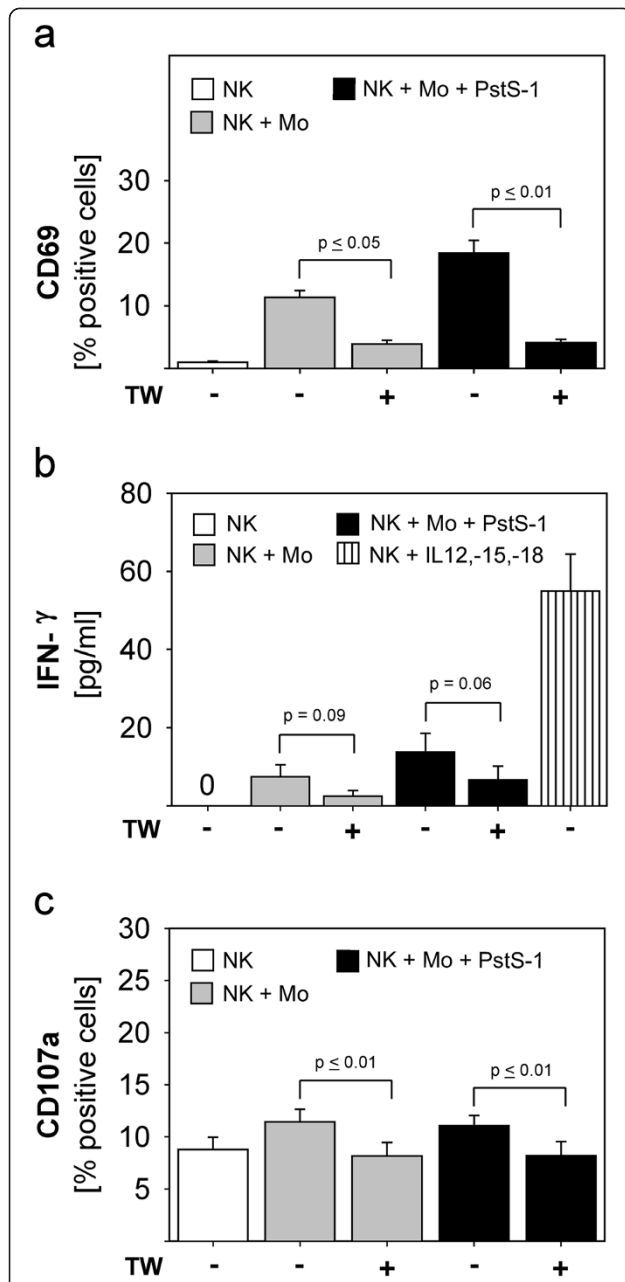 a
NK
NK + Mo + PstS-1
NK + Mo
CD69
[% positive cells]
30
20
10
p ≤ 0.05
p ≤ 0.01
TW - - + - +
b
80
60
40
20
NK
NK + Mo + PstS-1
NK + Mo
NK + IL12,-15,-18
IFN- γ
[pg/ml]
p = 0.09
p = 0.06
0
TW - - + - + -
c
30
25
20
15
10
5
NK
NK + Mo + PstS-1
NK + Mo
CD107a
[% positive cells]
p ≤ 0.01
p ≤ 0.01
TW - - + - +